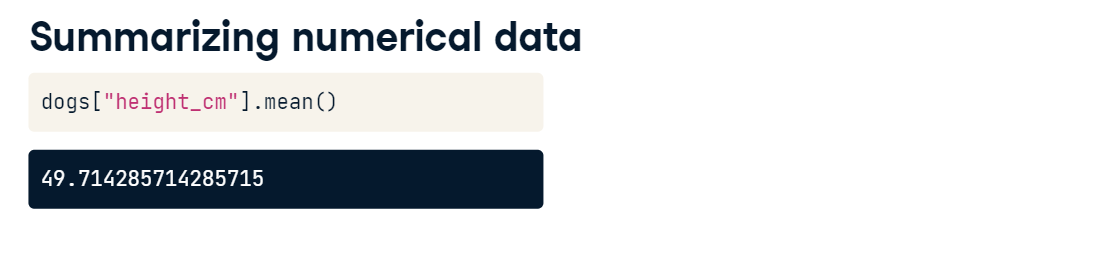 Summarizing numerical data
dogs["height_cm"].mean()
49.714285714285715